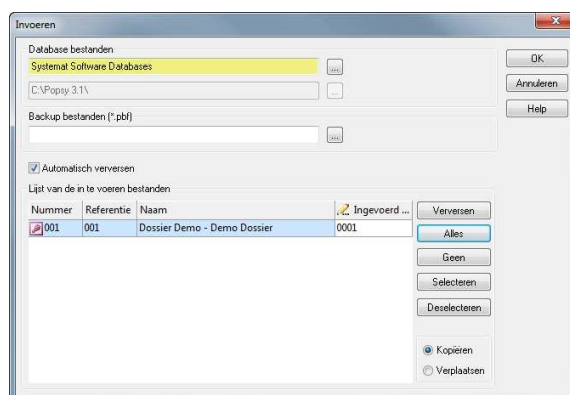 Invoeren
Database bestanden
Systemat Software Databases
...
OK
C:\Popsy 3.1\
...
Annuleren
Backup bestanden (*.pbf)
Help
...
Automatisch verversen
Lijst van de in te voeren bestanden
Nummer Referentie Naam Ingevoerd ...
001 001 Dossier Demo - Demo Dossier 0001
Verversen
Alles
Geen
Selecteren
Deselecteren
Kopiëren
Verplaatsen